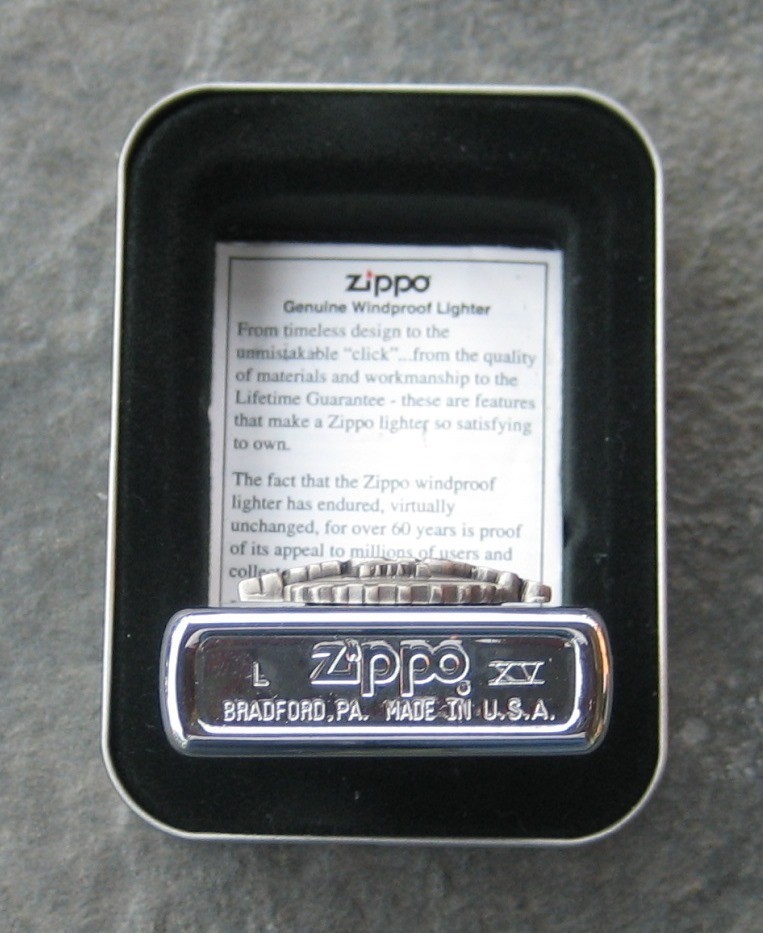 zippo
Genuine Windproof Lighter
From timeless design to the
unmistakable “click”...from the quality
of materials and workmanship to the
Lifetime Guarantee - these are features
that make a Zippo lighter so satisfying
to own.
The fact that the Zippo windproof
lighter has endured, virtually
unchanged, for over 60 years is proof
of its appeal to millions of users and
L zippo XV
BRADFORD,PA. MADE IN U.S.A.